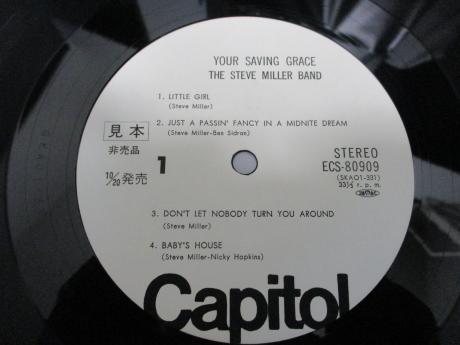 YOUR SAVING GRACE
THE STEVE MILLER BAND
1. LITTLE GIRL
(Steve Miller)
2. JUST A PASSIN' FANCY IN A MIDNITE DREAM
(Steve Miller-Ben Sidran)
見本
非売品
10/20発売
1
STEREO
ECS-80909
(SKAO1-331)
33⅓ r. p. m.
3. DON'T LET NOBODY TURN YOU AROUND
(Steve Miller)
4. BABY'S HOUSE
(Steve Miller-Nicky Hopkins)
Capitol